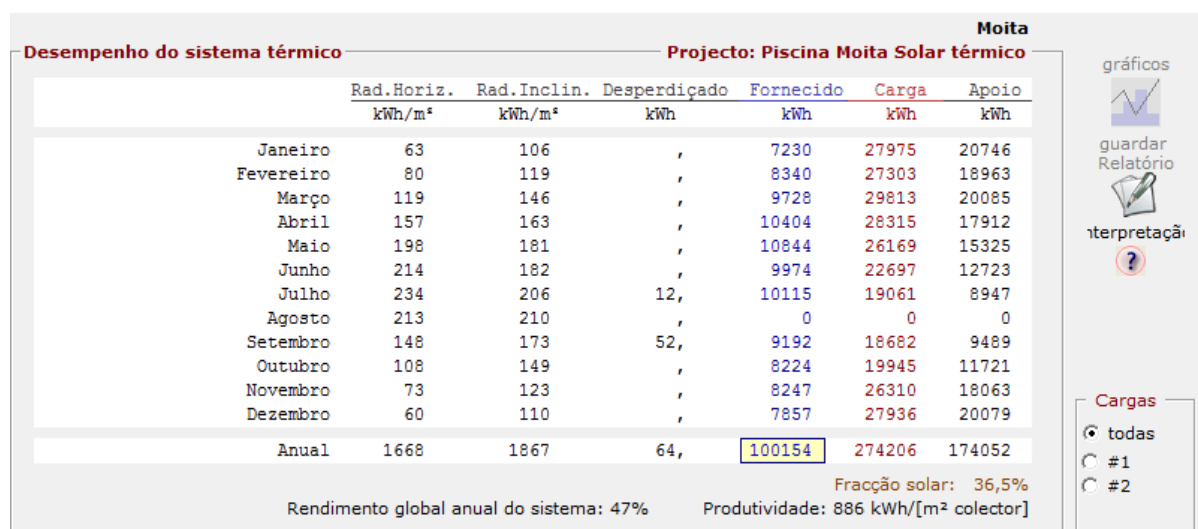 Moita
Desempenho do sistema térmico Projecto: Piscina Moita Solar térmico
Rad.Horiz. Rad.Inclin. Desperdiçado Fornecido Carga Apoio
kWh/m² kWh/m² kWh kWh kWh kWh
Janeiro 63 106 , 7230 27975 20746
Fevereiro 80 119 , 8340 27303 18963
Março 119 146 , 9728 29813 20085
Abril 157 163 , 10404 28315 17912
Maio 198 181 , 10844 26169 15325
Junho 214 182 , 9974 22697 12723
Julho 234 206 12, 10115 19061 8947
Agosto 213 210 , 0 0 0
Setembro 148 173 52, 9192 18682 9489
Outubro 108 149 , 8224 19945 11721
Novembro 73 123 , 8247 26310 18063
Dezembro 60 110 , 7857 27936 20079
Anual 1668 1867 64, 100154 274206 174052
Fracção solar: 36,5%
Rendimento global anual do sistema: 47% Produtividade: 886 kWh/[m² colector]
gráficos
guardar
Relatório
nterpretaçã
?
Cargas
todas
#1
#2